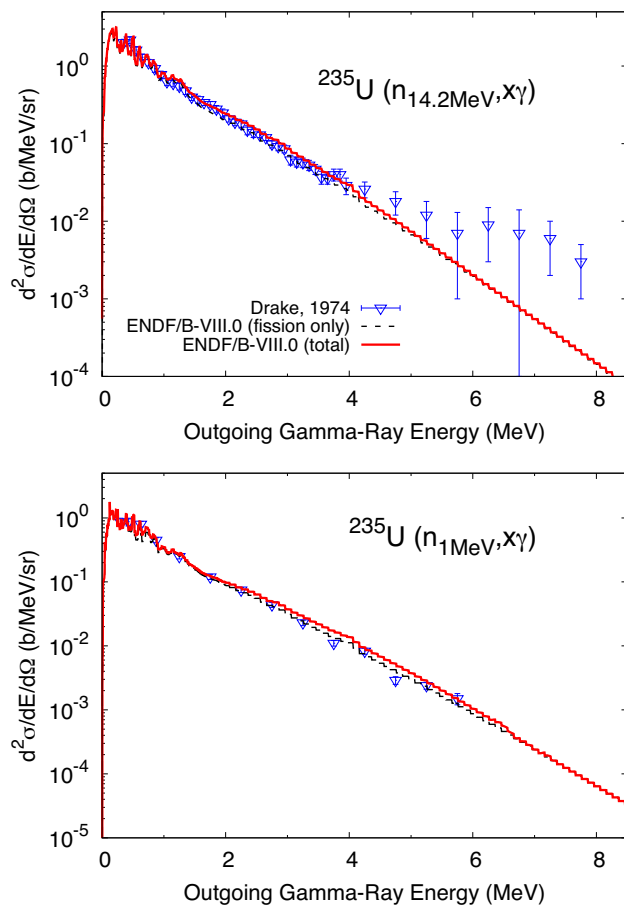 10^0
10^-1
10^-2
10^-3
10^-4
d^2σ/dE/dΩ (b/MeV/sr)
^235U (n_14.2MeV,xγ)
Drake, 1974
ENDF/B-VIII.0 (fission only)
ENDF/B-VIII.0 (total)
0 2 4 6 8
Outgoing Gamma-Ray Energy (MeV)
10^0
10^-1
10^-2
10^-3
10^-4
10^-5
d^2σ/dE/dΩ (b/MeV/sr)
^235U (n_1MeV,xγ)
0 2 4 6 8
Outgoing Gamma-Ray Energy (MeV)